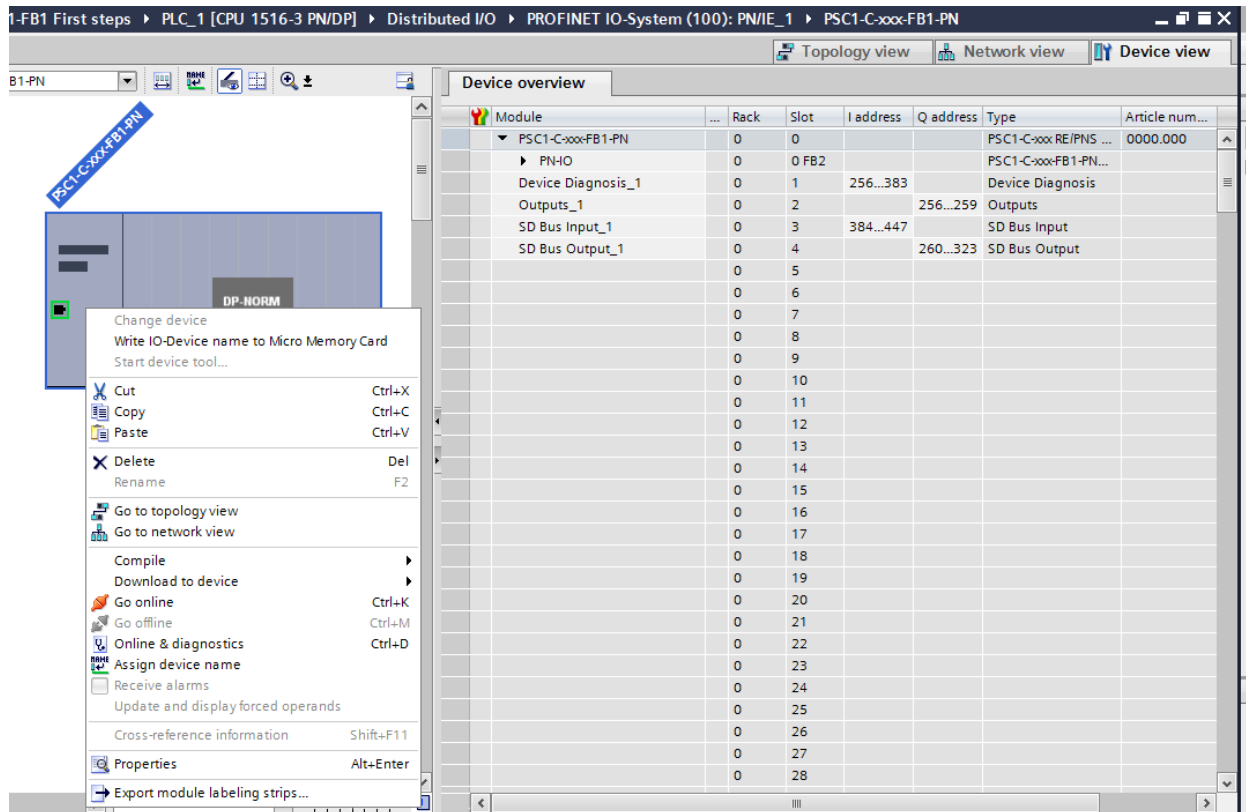 1-FB1 First steps ▸ PLC_1 [CPU 1516-3 PN/DP] ▸ Distributed I/O ▸ PROFINET IO-System (100): PN/IE_1 ▸ PSC1-C-xxx-FB1-PN
Topology view Network view Device view
B1-PN
Device overview
Module ... Rack Slot I address Q address Type Article num...
PSC1-C-xxx-FB1-PN 0 0 PSC1-C-xxx RE/PNS ... 0000.000
PN-IO 0 0 FB2 PSC1-C-xxx-FB1-PN...
Device Diagnosis_1 0 1 256...383 Device Diagnosis
Outputs_1 0 2 256...259 Outputs
SD Bus Input_1 0 3 384...447 SD Bus Input
SD Bus Output_1 0 4 260...323 SD Bus Output
0 5
0 6
0 7
0 8
0 9
0 10
0 11
0 12
0 13
0 14
0 15
0 16
0 17
0 18
0 19
0 20
0 21
0 22
0 23
0 24
0 25
0 26
0 27
0 28
PSC1-C-xxx-FB1-PN
DP-NORM
Change device
Write IO-Device name to Micro Memory Card
Start device tool...
Cut Ctrl+X
Copy Ctrl+C
Paste Ctrl+V
Delete Del
Rename F2
Go to topology view
Go to network view
Compile
Download to device
Go online Ctrl+K
Go offline Ctrl+M
Online & diagnostics Ctrl+D
Assign device name
Receive alarms
Update and display forced operands
Cross-reference information Shift+F11
Properties Alt+Enter
Export module labeling strips...